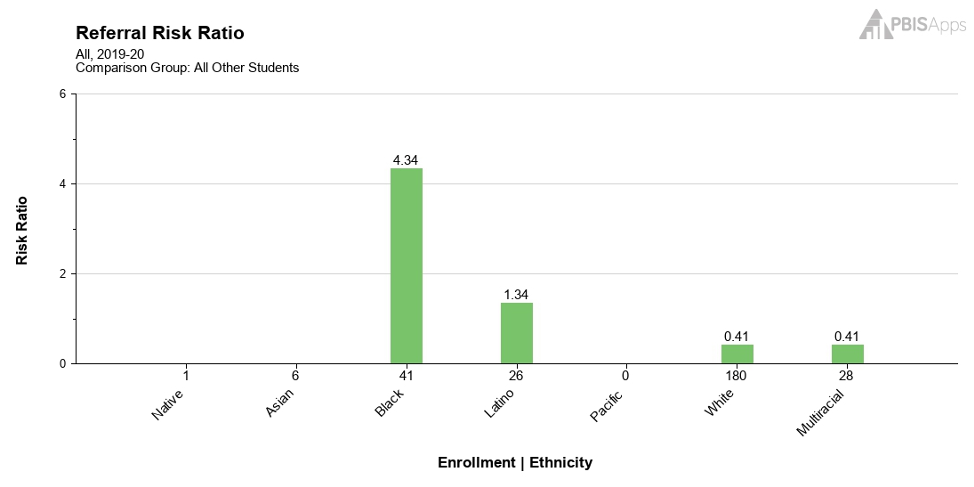 Referral Risk Ratio
All, 2019-20
Comparison Group: All Other Students
PBISApps
Risk Ratio
6
4
2
0
4.34
1.34
0.41
0.41
1
6
41
26
0
180
28
Native
Asian
Black
Latino
Pacific
White
Multiracial
Enrollment | Ethnicity